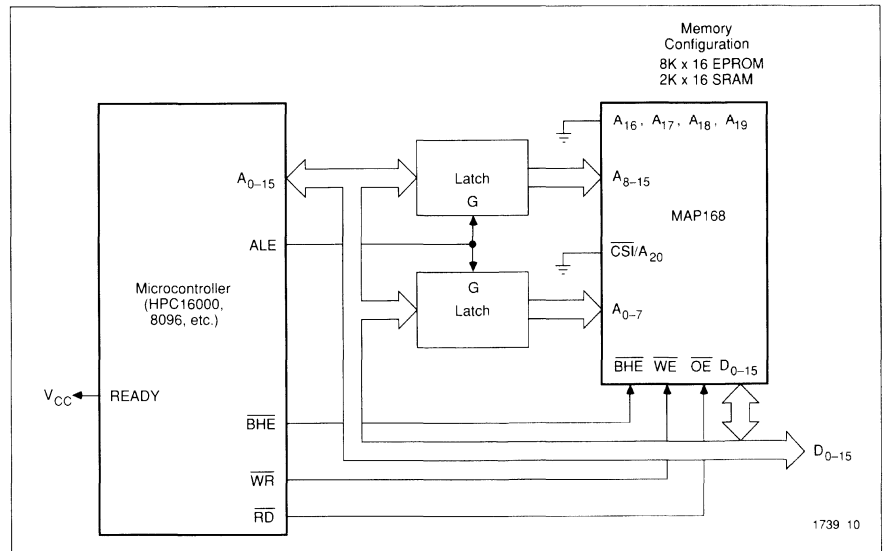 Memory
Configuration
8K x 16 EPROM
2K x 16 SRAM
A16, A17, A18, A19
A0–15
Latch
G
A8–15
MAP168
ALE
CSI/A20
Microcontroller
(HPC16000,
8096, etc.)
G
Latch
A0–7
BHE WE OE D0–15
VCC
READY
BHE
D0–15
WR
RD
1739 10